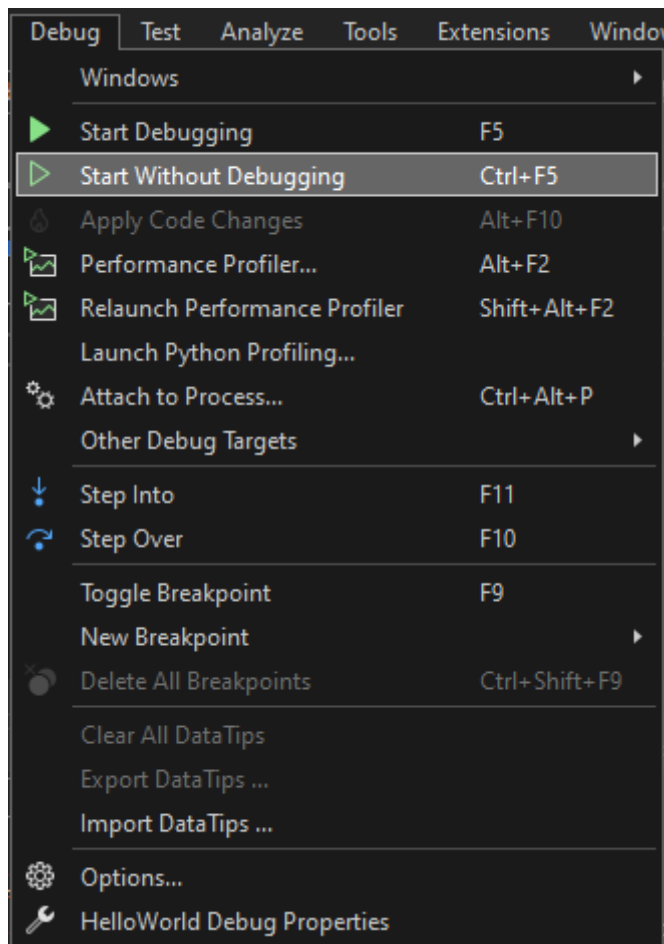 Debug Test Analyze Tools Extensions
Windows
Start Debugging F5
Start Without Debugging Ctrl+F5
Apply Code Changes Alt+F10
Performance Profiler... Alt+F2
Relaunch Performance Profiler Shift+Alt+F2
Launch Python Profiling...
Attach to Process... Ctrl+Alt+P
Other Debug Targets
Step Into F11
Step Over F10
Toggle Breakpoint F9
New Breakpoint
Delete All Breakpoints Ctrl+Shift+F9
Clear All DataTips
Export DataTips ...
Import DataTips ...
Options...
HelloWorld Debug Properties